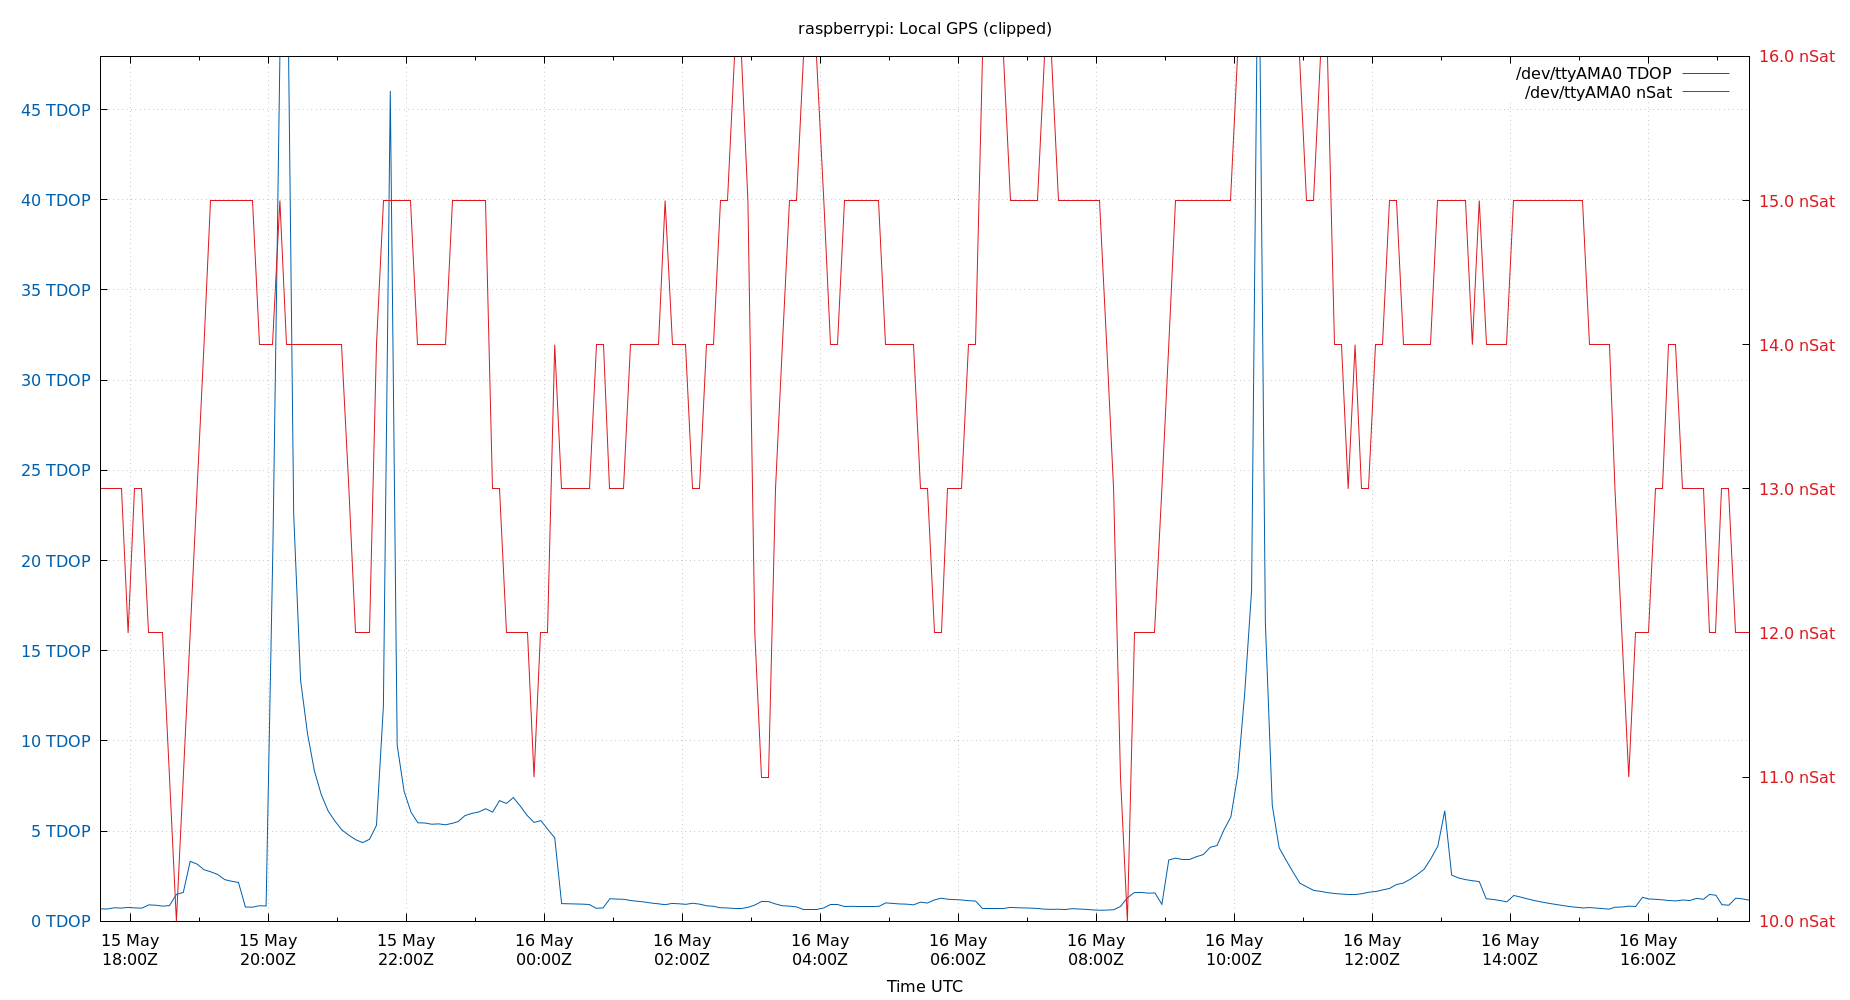 raspberrypi: Local GPS (clipped)
/dev/ttyAMA0 TDOP
/dev/ttyAMA0 nSat
45 TDOP
40 TDOP
35 TDOP
30 TDOP
25 TDOP
20 TDOP
15 TDOP
10 TDOP
5 TDOP
0 TDOP
16.0 nSat
15.0 nSat
14.0 nSat
13.0 nSat
12.0 nSat
11.0 nSat
10.0 nSat
15 May
18:00Z
15 May
20:00Z
15 May
22:00Z
16 May
00:00Z
16 May
02:00Z
16 May
04:00Z
16 May
06:00Z
16 May
08:00Z
16 May
10:00Z
16 May
12:00Z
16 May
14:00Z
16 May
16:00Z
Time UTC